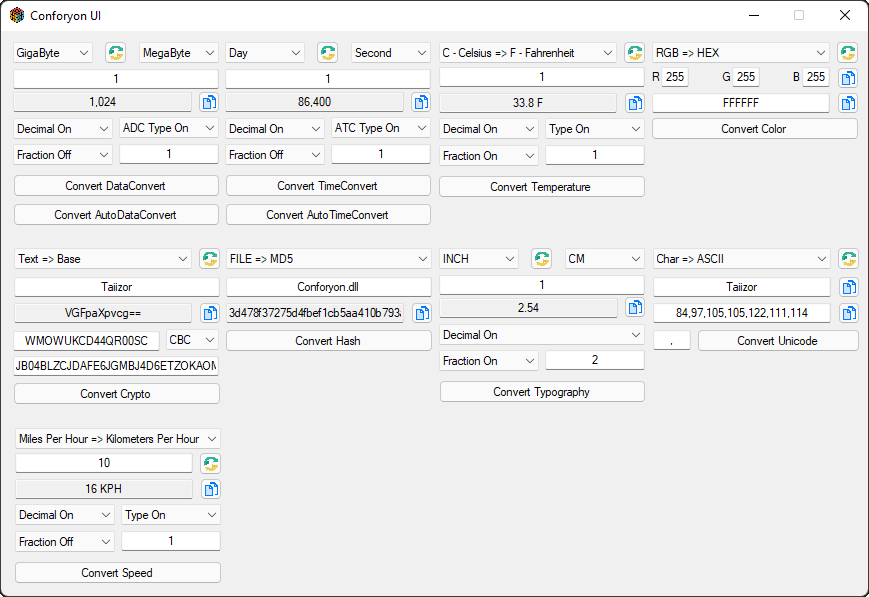 Conforyon UI
GigaByte MegaByte Day Second C - Celsius => F - Fahrenheit RGB => HEX
1 1 1 R 255 G 255 B 255
1,024 86,400 33.8 F FFFFFF
Decimal On ADC Type On Decimal On ATC Type On Decimal On Type On Convert Color
Fraction Off 1 Fraction Off 1 Fraction On 1
Convert DataConvert Convert TimeConvert Convert Temperature
Convert AutoDataConvert Convert AutoTimeConvert
Text => Base FILE => MD5 INCH CM Char => ASCII
Taiizor Conforyon.dll 1 Taiizor
VGFpaXpvcg== 3d478f37275d4fbef1cb5aa410b793 2.54 84,97,105,105,122,111,114
WMOWUKCD44QR00SC CBC Convert Hash Decimal On , Convert Unicode
JB04BLZCJDAFE6JGMBJ4D6ETZOKAOM Fraction On 2
Convert Crypto Convert Typography
Miles Per Hour => Kilometers Per Hour
10
16 KPH
Decimal On Type On
Fraction Off 1
Convert Speed